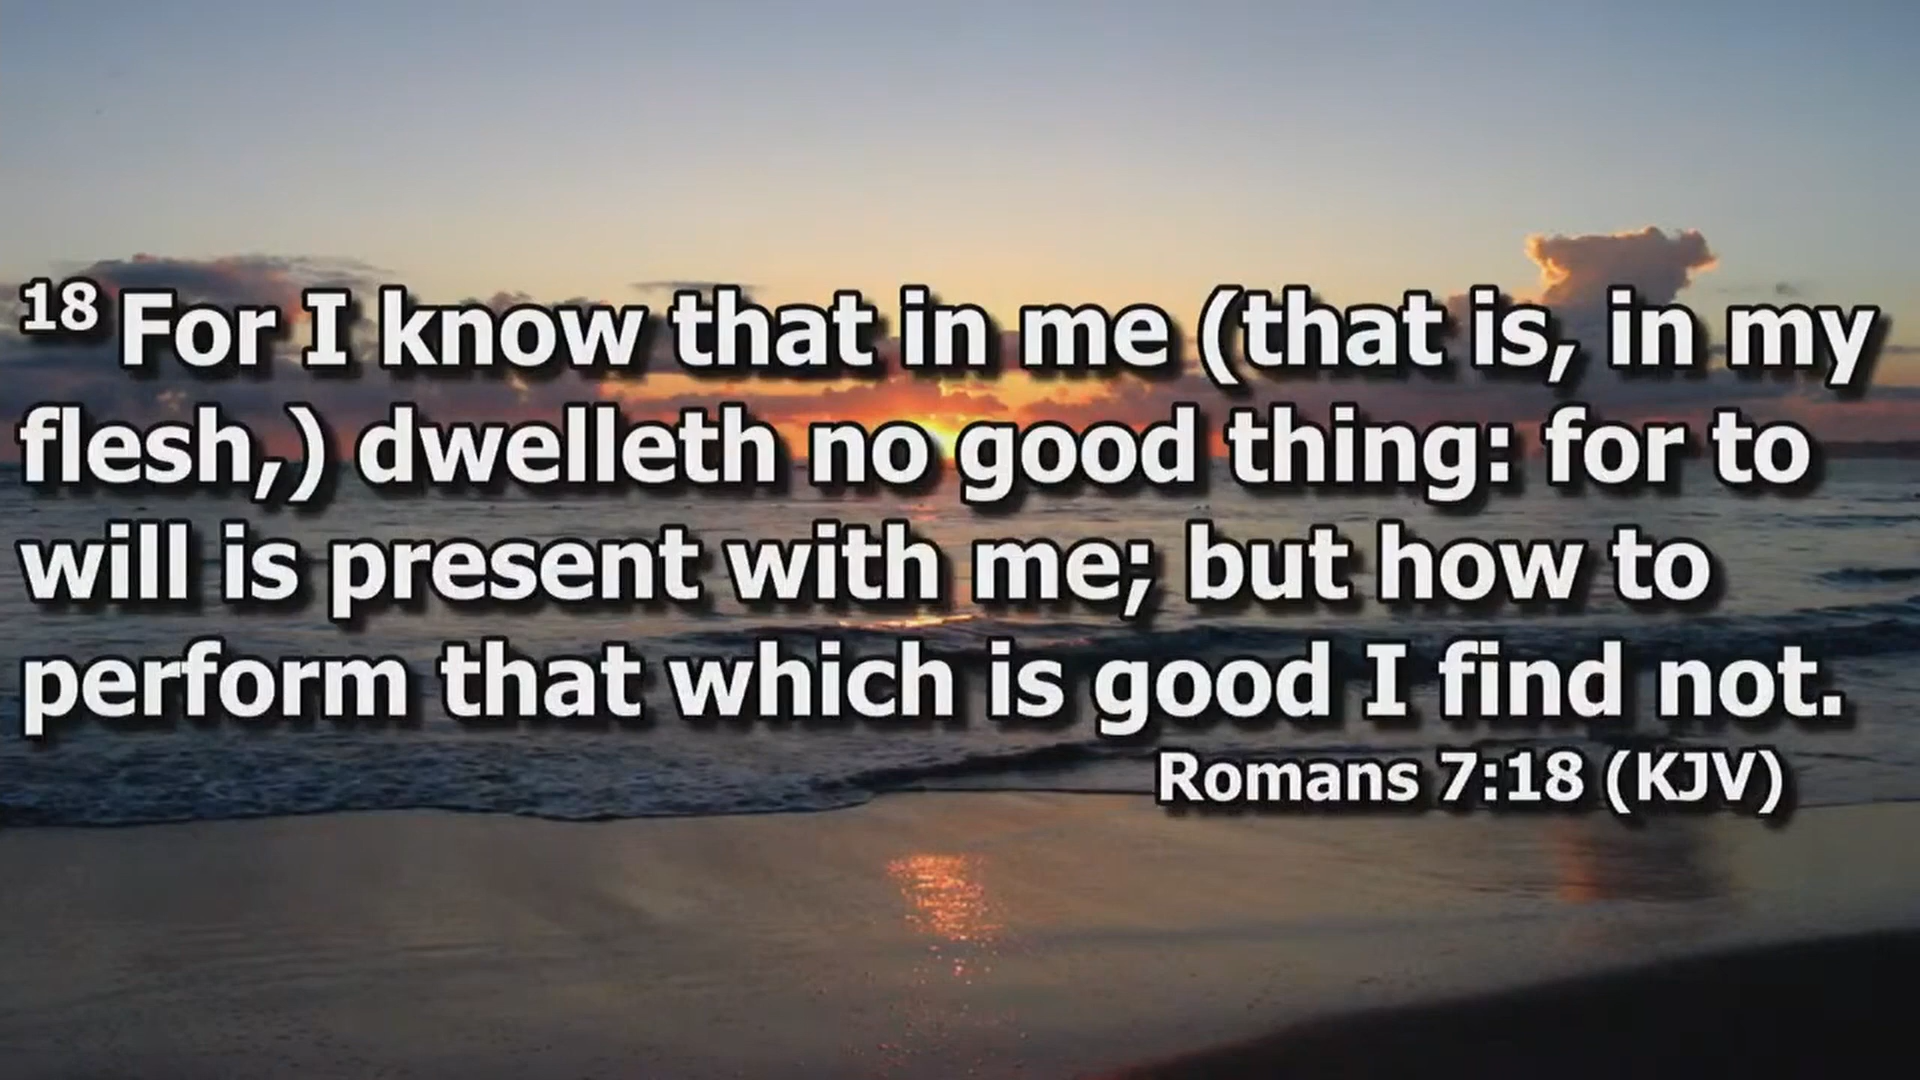 18 For I know that in me (that is, in my
flesh,) dwelleth no good thing: for to
will is present with me; but how to
perform that which is good I find not.
Romans 7:18 (KJV)